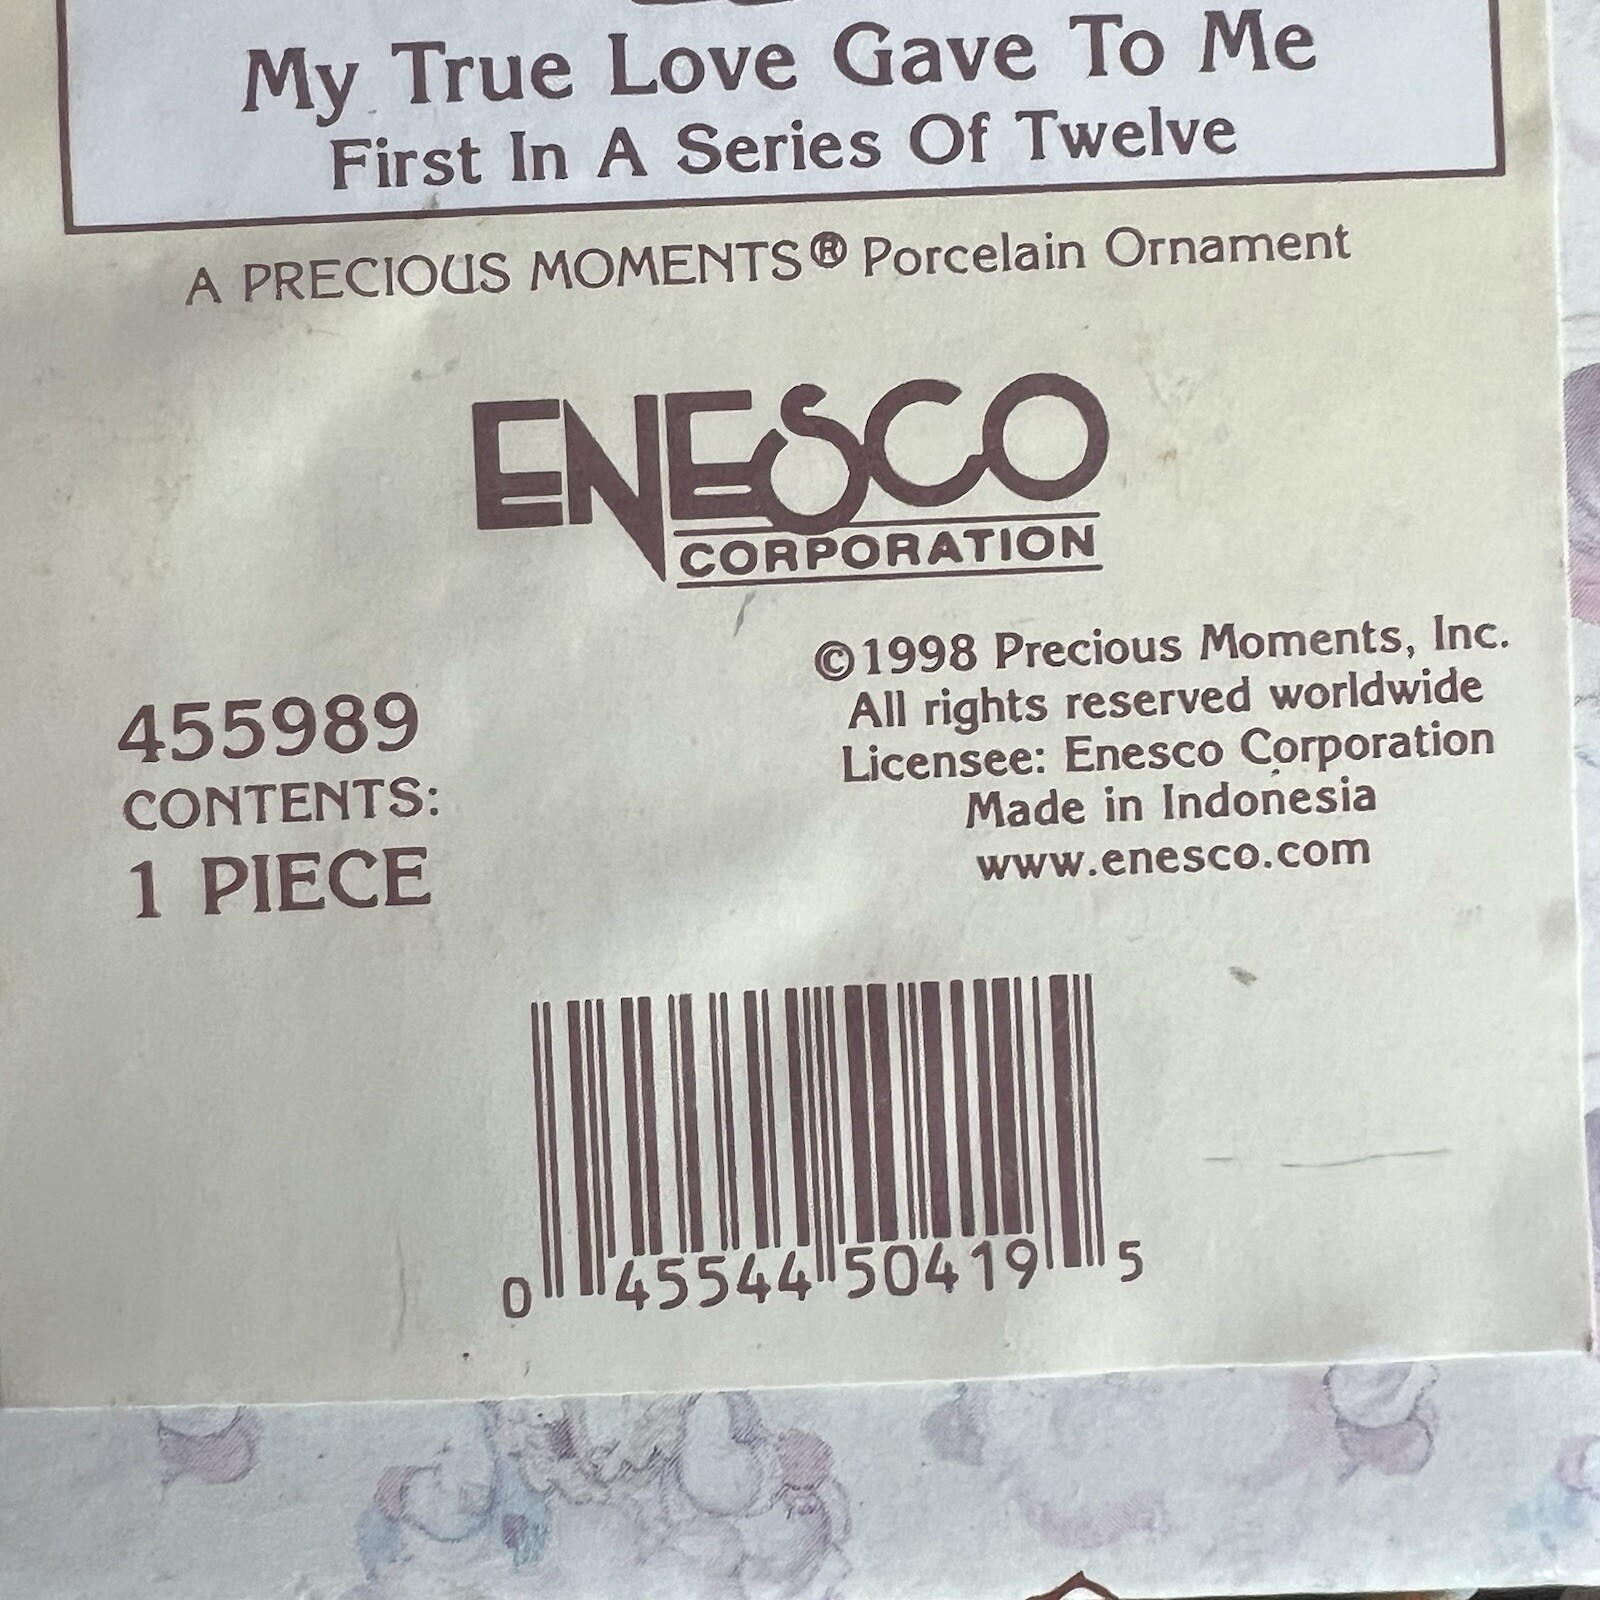 My True Love Gave To Me
First In A Series Of Twelve
A PRECIOUS MOMENTS® Porcelain Ornament
ENESCO
CORPORATION
©1998 Precious Moments, Inc.
All rights reserved worldwide
Licensee: Enesco Corporation
Made in Indonesia
www.enesco.com
455989
CONTENTS:
1 PIECE
0 45544 50419 5